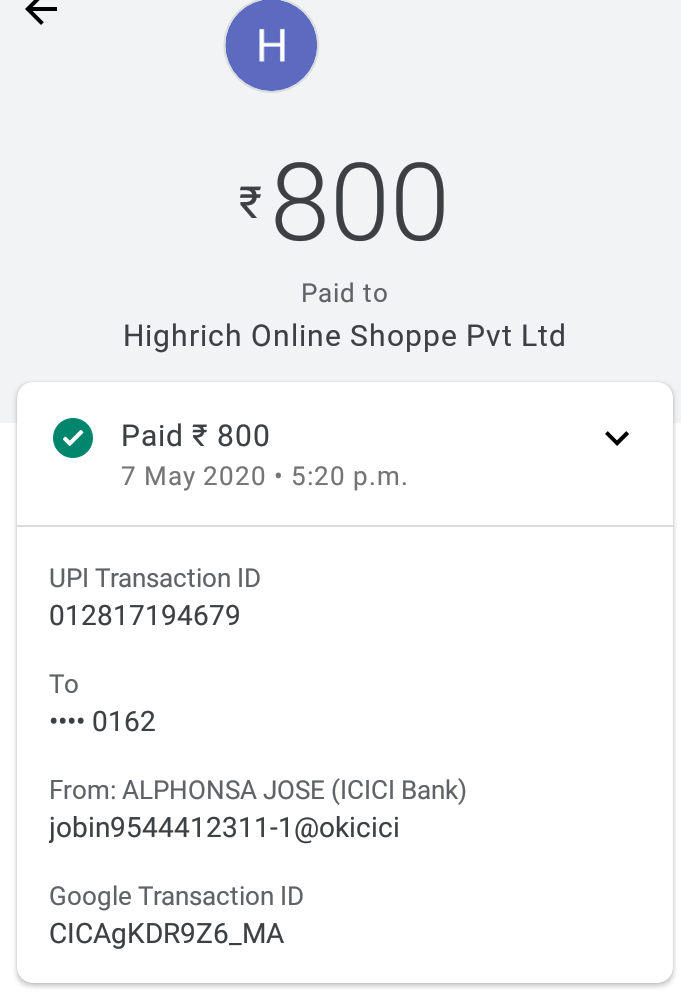 H
₹800
Paid to
Highrich Online Shoppe Pvt Ltd
Paid ₹ 800
7 May 2020 • 5:20 p.m.
UPI Transaction ID
012817194679
To
•••• 0162
From: ALPHONSA JOSE (ICICI Bank)
jobin9544412311-1@okicici
Google Transaction ID
CICAgKDR9Z6_MA